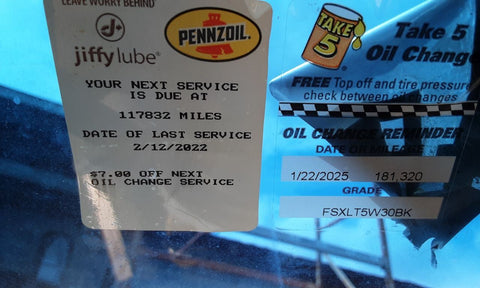 LEAVE WORRY BEHIND
jiffy lube
PENNZOIL
YOUR NEXT SERVICE
IS DUE AT
117832 MILES
DATE OF LAST SERVICE
2/12/2022
$7.00 OFF NEXT
OIL CHANGE SERVICE
TAKE
5
Take 5
Oil Change
FREE Top off and tire pressure
check between oil changes
OIL CHANGE REMINDER
DATE OR MILEAGE
1/22/2025 181,320
GRADE
FSXLT5W30BK